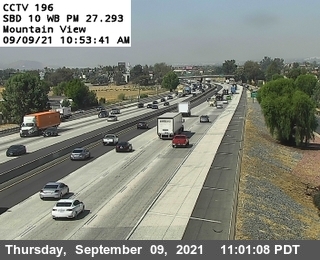 CCTV 196
SBD 10 WB PM 27.293
Mountain View
09/09/21 10:53:41 AM
Thursday, September 09, 2021 11:01:08 PDT